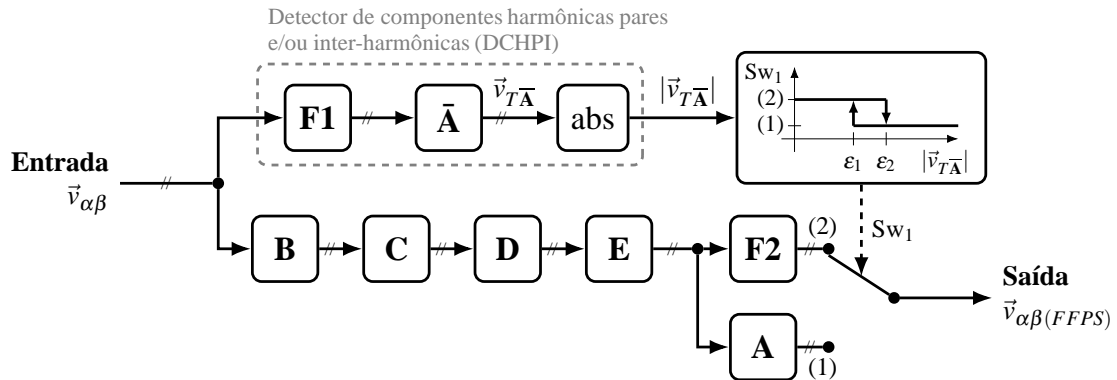 Detector de componentes harmônicas pares
e/ou inter-harmônicas (DCHPI)
F1
Ā
v⃗_{TĀ}
abs
|v⃗_{TĀ}|
Sw₁
(2)
(1)
ε₁
ε₂
|v⃗_{TĀ}|
Entrada
v⃗_{αβ}
B
C
D
E
F2
(2)
Sw₁
A
(1)
Saída
v⃗_{αβ(FFPS)}